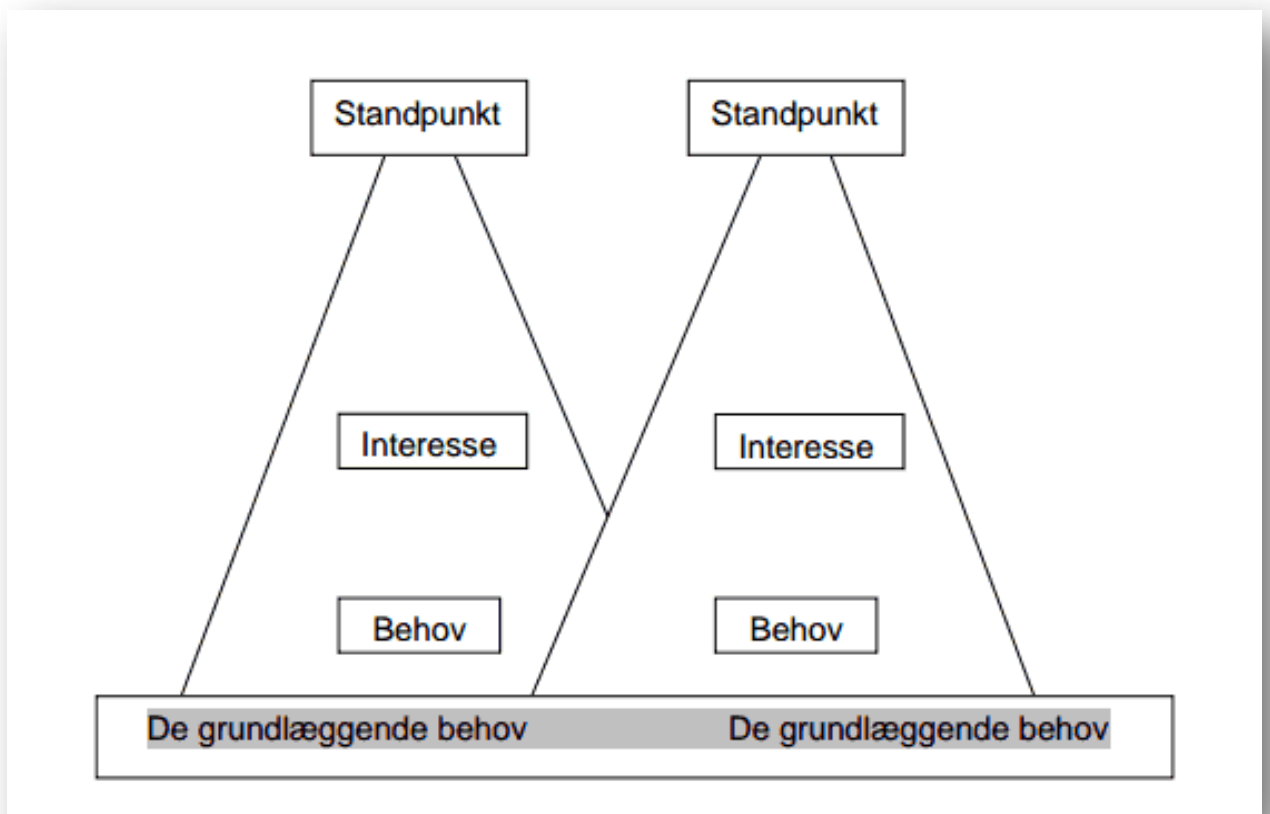 Standpunkt Standpunkt
Interesse Interesse
Behov Behov
De grundlæggende behov De grundlæggende behov